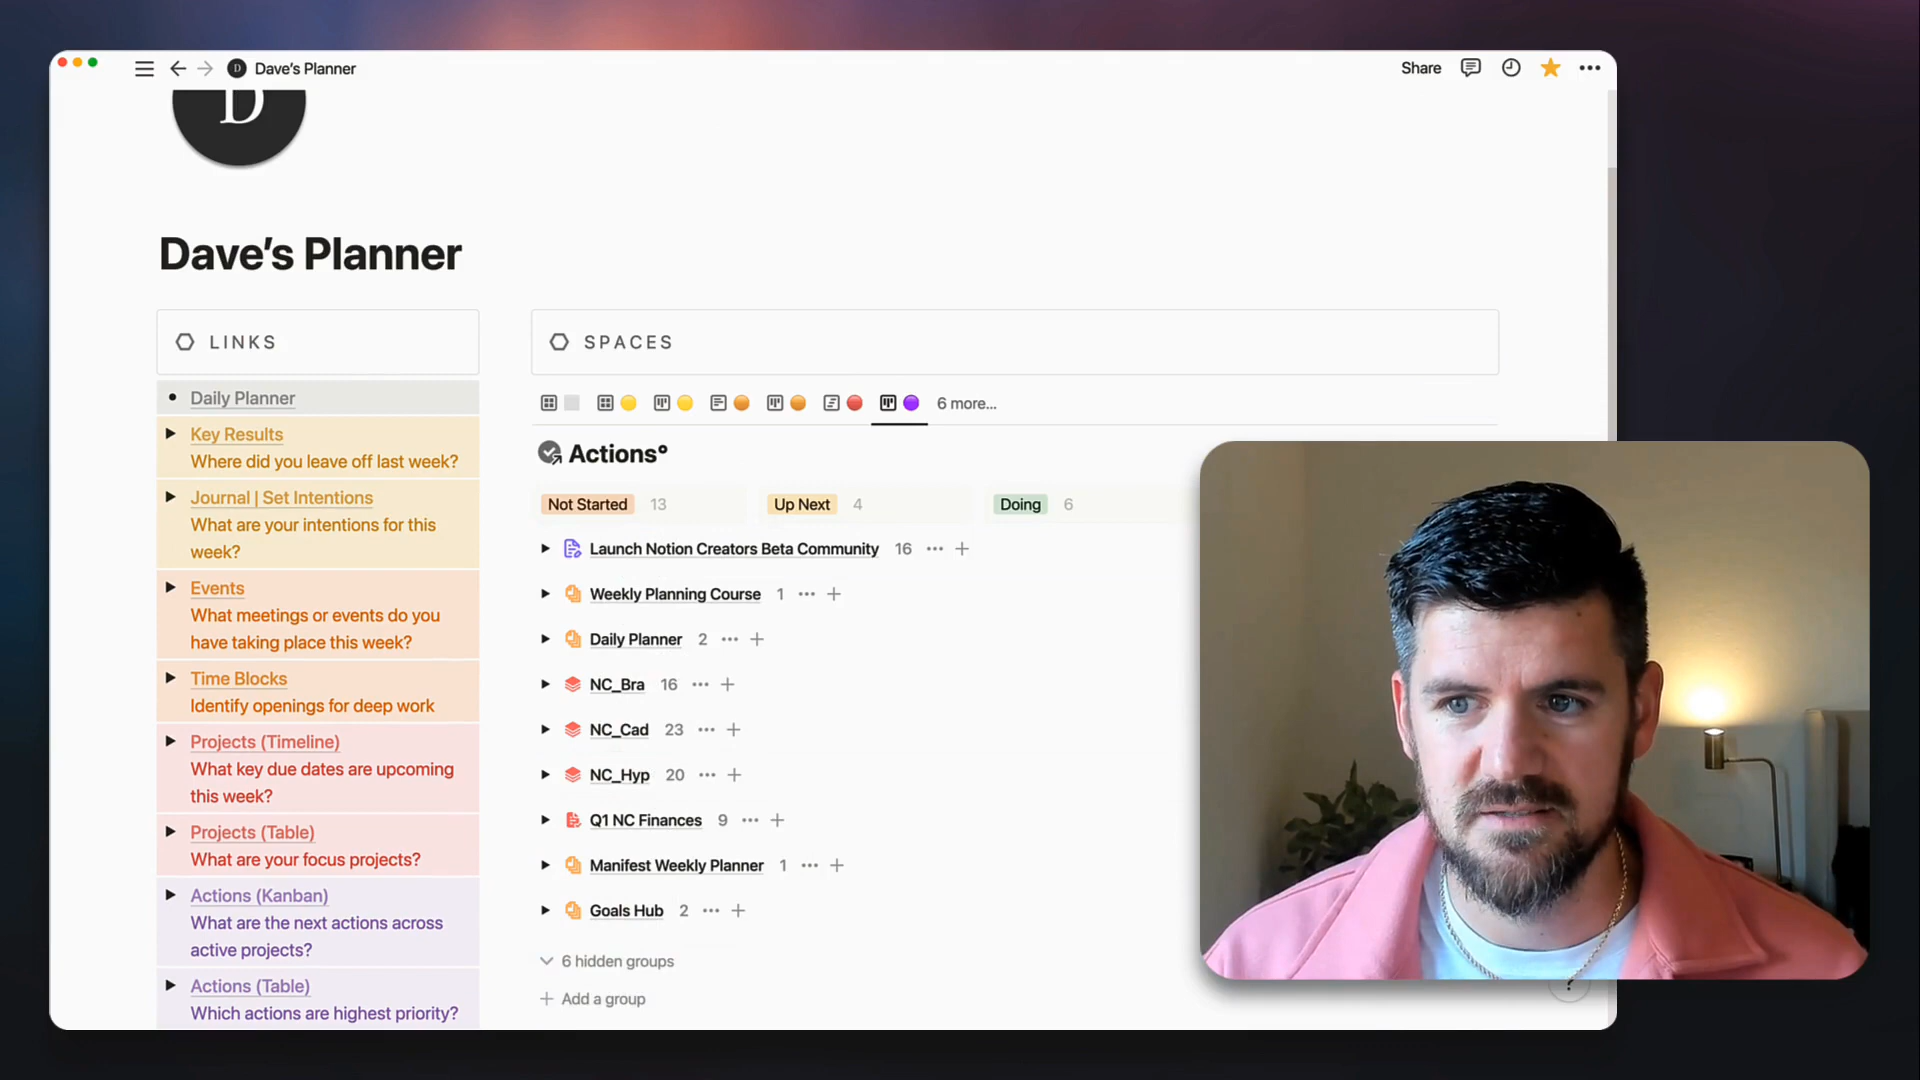 D Dave's Planner
Share
D
Dave's Planner
LINKS
Daily Planner
Key Results
Where did you leave off last week?
Journal | Set Intentions
What are your intentions for this
week?
Events
What meetings or events do you
have taking place this week?
Time Blocks
Identify openings for deep work
Projects (Timeline)
What key due dates are upcoming
this week?
Projects (Table)
What are your focus projects?
Actions (Kanban)
What are the next actions across
active projects?
Actions (Table)
Which actions are highest priority?
SPACES
6 more...
Actions°
Not Started 13 Up Next 4 Doing 6
Launch Notion Creators Beta Community 16
Weekly Planning Course 1
Daily Planner 2
NC_Bra 16
NC_Cad 23
NC_Hyp 20
Q1 NC Finances 9
Manifest Weekly Planner 1
Goals Hub 2
6 hidden groups
+ Add a group
?